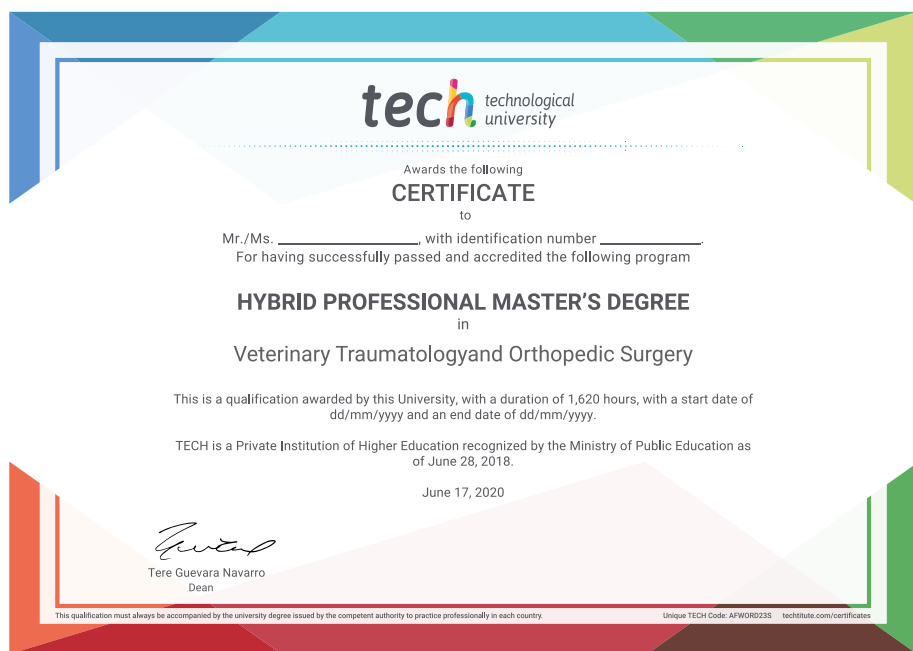 tech technological
university
Awards the following
CERTIFICATE
to
Mr./Ms. ____________________, with identification number ______________.
For having successfully passed and accredited the following program
HYBRID PROFESSIONAL MASTER'S DEGREE
in
Veterinary Traumatologyand Orthopedic Surgery
This is a qualification awarded by this University, with a duration of 1,620 hours, with a start date of
dd/mm/yyyy and an end date of dd/mm/yyyy.
TECH is a Private Institution of Higher Education recognized by the Ministry of Public Education as
of June 28, 2018.
June 17, 2020
Tere Guevara Navarro
Dean
This qualification must always be accompanied by the university degree issued by the competent authority to practice professionally in each country. Unique TECH Code: AFWORD23S techtitute.com/certificates